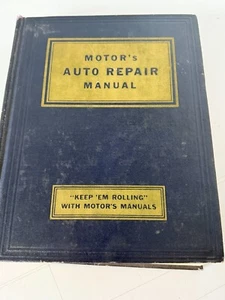 MOTOR's
AUTO REPAIR
MANUAL
"KEEP 'EM ROLLING"
WITH MOTOR'S MANUALS